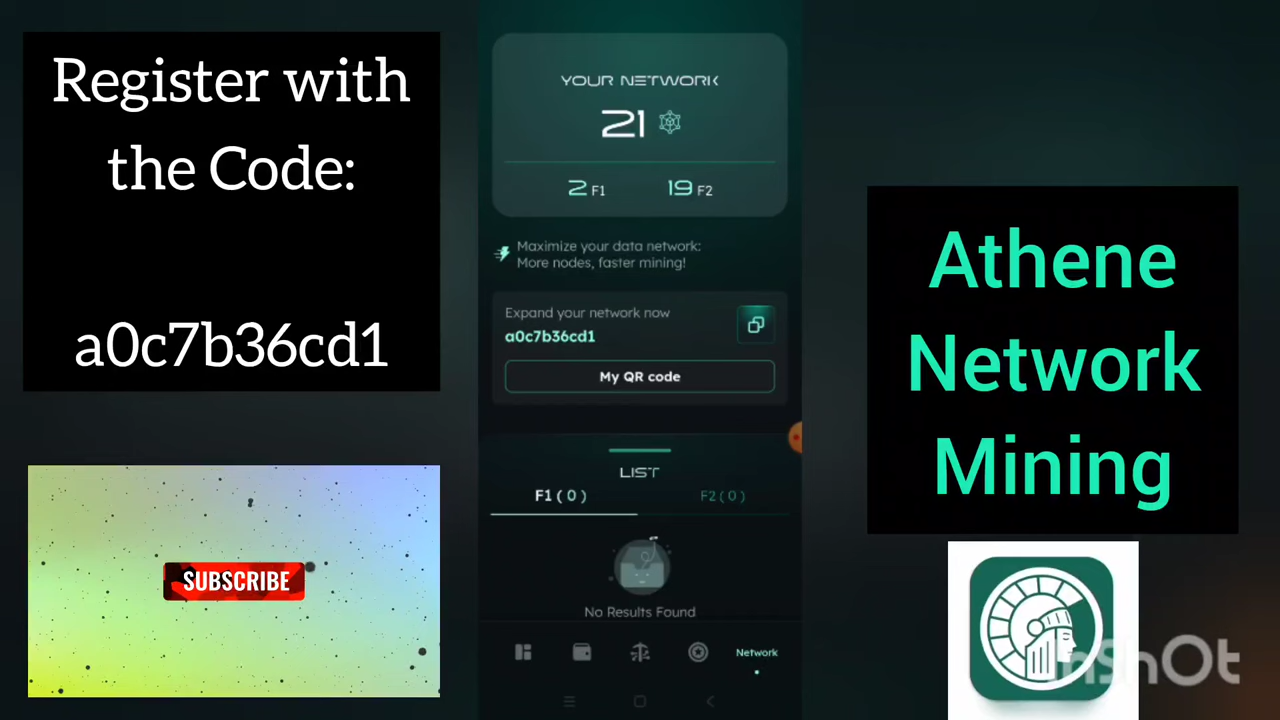 Register with
the Code:
a0c7b36cd1
SUBSCRIBE
YOUR NETWORK
21
2 F1 19 F2
Maximize your data network:
More nodes, faster mining!
Expand your network now
a0c7b36cd1
My QR code
LIST
F1 ( 0 ) F2 ( 0 )
No Results Found
Network
Athene
Network
Mining
InShOt